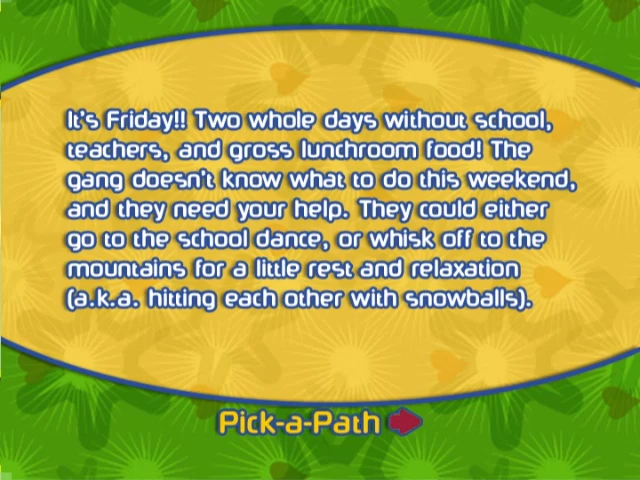 It's Friday!! Two whole days without school,
teachers, and gross lunchroom food! The
gang doesn't know what to do this weekend,
and they need your help. They could either
go to the school dance, or whisk off to the
mountains for a little rest and relaxation
(a.k.a. hitting each other with snowballs).
Pick-a-Path